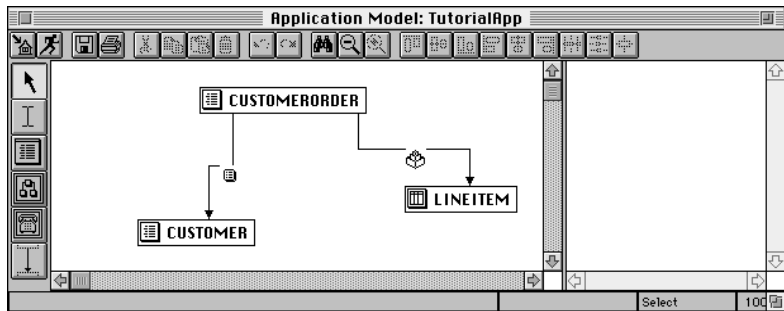 Application Model: TutorialApp
CUSTOMERORDER
LINEITEM
CUSTOMER
Select
100